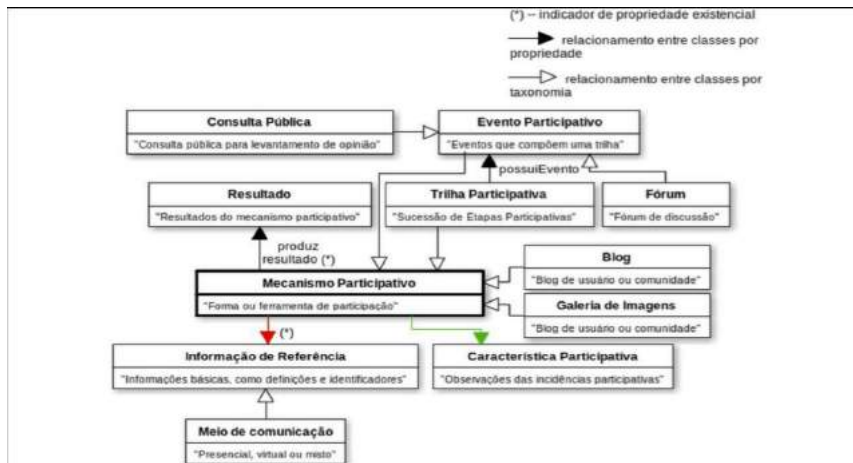 (*) -- indicador de propriedade existencial
relacionamento entre classes por
propriedade
relacionamento entre classes por
taxonomia
Consulta Pública
"Consulta pública para levantamento de opinião"
Evento Participativo
"Eventos que compõem uma trilha"
possuiEvento
Resultado
"Resultados do mecanismo participativo"
Trilha Participativa
"Sucessão de Etapas Participativas"
Fórum
"Fórum de discussão"
produz
resultado (*)
Mecanismo Participativo
"Forma ou ferramenta de participação"
Blog
"Blog de usuário ou comunidade"
Galeria de Imagens
"Blog de usuário ou comunidade"
(*)
Informação de Referência
"Informações básicas, como definições e identificadores"
Característica Participativa
"Observações das incidências participativas"
Meio de comunicação
"Presencial, virtual ou misto"